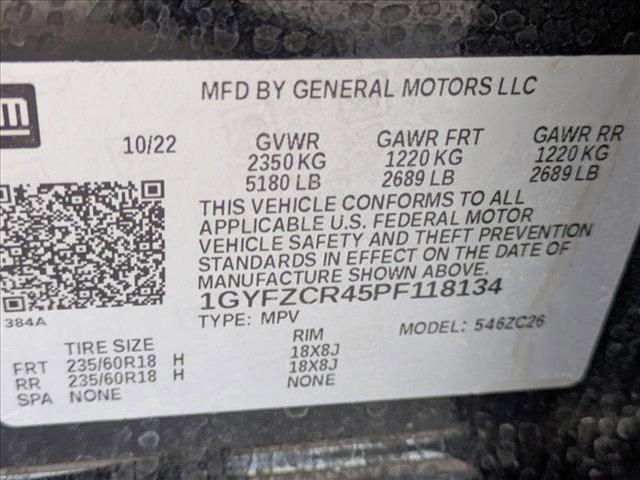 gm
MFD BY GENERAL MOTORS LLC
10/22 GVWR GAWR FRT GAWR RR
2350 KG 1220 KG 1220 KG
5180 LB 2689 LB 2689 LB
THIS VEHICLE CONFORMS TO ALL
APPLICABLE U.S. FEDERAL MOTOR
VEHICLE SAFETY AND THEFT PREVENTION
STANDARDS IN EFFECT ON THE DATE OF
MANUFACTURE SHOWN ABOVE.
1GYFZCR45PF118134
384A TYPE: MPV MODEL: 546ZC26
TIRE SIZE RIM
FRT 235/60R18 H 18X8J
RR 235/60R18 H 18X8J
SPA NONE NONE